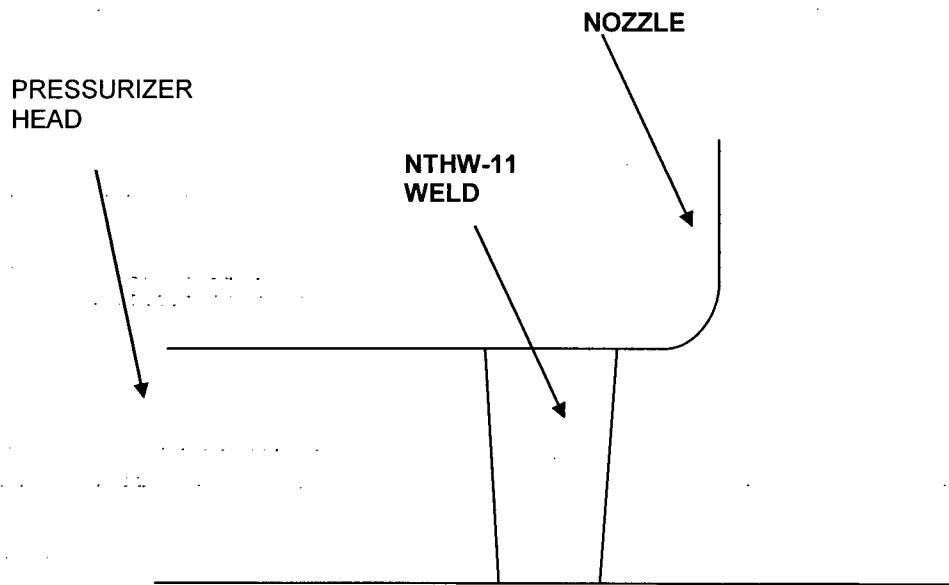 NOZZLE
PRESSURIZER
HEAD
NTHW-11
WELD